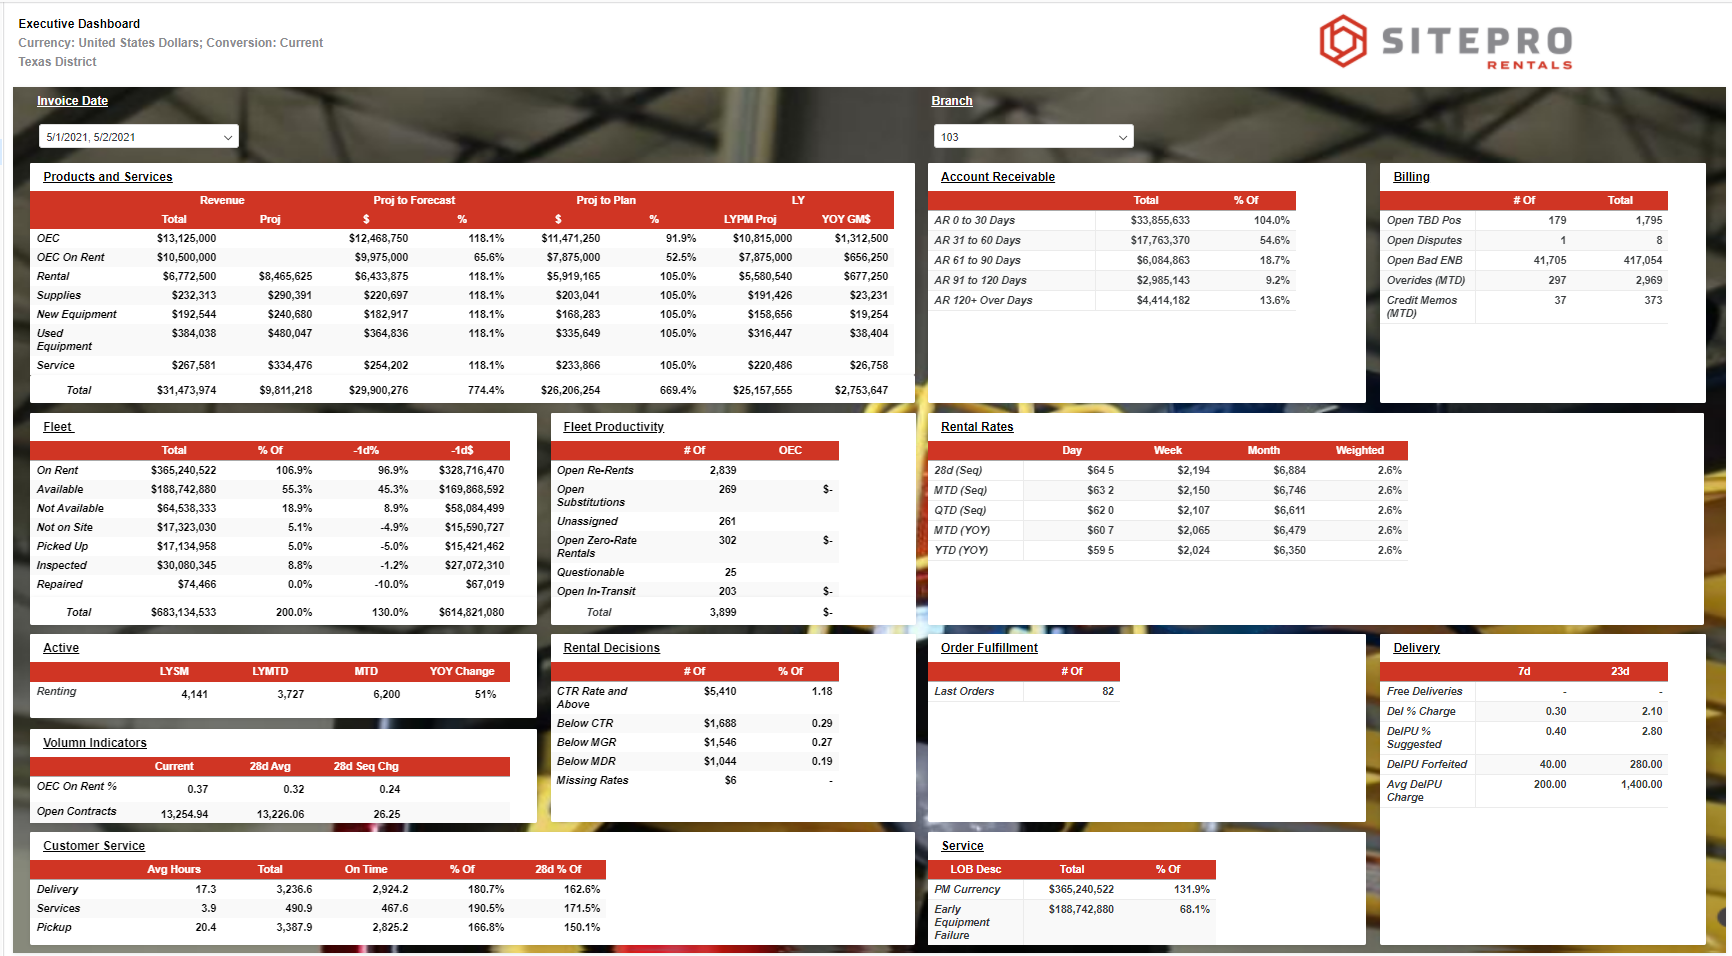 Executive Dashboard
Currency: United States Dollars; Conversion: Current
Texas District
SITEPRO
RENTALS
Invoice Date
5/1/2021, 5/2/2021
Branch
103
Products and Services
Revenue Proj to Forecast Proj to Plan LY
Total Proj $ % $ % LYPM Proj YOY GM$
OEC $13,125,000 $12,468,750 118.1% $11,471,250 91.9% $10,815,000 $1,312,500
OEC On Rent $10,500,000 $9,975,000 65.6% $7,875,000 52.5% $7,875,000 $656,250
Rental $6,772,500 $8,465,625 $6,433,875 118.1% $5,919,165 105.0% $5,580,540 $677,250
Supplies $232,313 $290,391 $220,697 118.1% $203,041 105.0% $191,426 $23,231
New Equipment $192,544 $240,680 $182,917 118.1% $168,283 105.0% $158,656 $19,254
Used $384,038 $480,047 $364,836 118.1% $335,649 105.0% $316,447 $38,404
Equipment
Service $267,581 $334,476 $254,202 118.1% $233,866 105.0% $220,486 $26,758
Total $31,473,974 $9,811,218 $29,900,276 774.4% $26,206,254 669.4% $25,157,555 $2,753,647
Account Receivable
Total % Of
AR 0 to 30 Days $33,855,633 104.0%
AR 31 to 60 Days $17,763,370 54.6%
AR 61 to 90 Days $6,084,863 18.7%
AR 91 to 120 Days $2,985,143 9.2%
AR 120+ Over Days $4,414,182 13.6%
Billing
# Of Total
Open TBD Pos 179 1,795
Open Disputes 1 8
Open Bad ENB 41,705 417,054
Overides (MTD) 297 2,969
Credit Memos 37 373
(MTD)
Fleet
Total % Of -1d% -1d$
On Rent $365,240,522 106.9% 96.9% $328,716,470
Available $188,742,880 55.3% 45.3% $169,868,592
Not Available $64,538,333 18.9% 8.9% $58,084,499
Not on Site $17,323,030 5.1% -4.9% $15,590,727
Picked Up $17,134,958 5.0% -5.0% $15,421,462
Inspected $30,080,345 8.8% -1.2% $27,072,310
Repaired $74,466 0.0% -10.0% $67,019
Total $683,134,533 200.0% 130.0% $614,821,080
Fleet Productivity
# Of OEC
Open Re-Rents 2,839
Open 269 $-
Substitutions
Unassigned 261
Open Zero-Rate 302 $-
Rentals
Questionable 25
Open In-Transit 203 $-
Total 3,899 $-
Rental Rates
Day Week Month Weighted
28d (Seq) $64 5 $2,194 $6,884 2.6%
MTD (Seq) $63 2 $2,150 $6,746 2.6%
QTD (Seq) $62 0 $2,107 $6,611 2.6%
MTD (YOY) $60 7 $2,065 $6,479 2.6%
YTD (YOY) $59 5 $2,024 $6,350 2.6%
Active
LYSM LYMTD MTD YOY Change
Renting 4,141 3,727 6,200 51%
Volumn Indicators
Current 28d Avg 28d Seq Chg
OEC On Rent % 0.37 0.32 0.24
Open Contracts 13,254.94 13,226.06 26.25
Rental Decisions
# Of % Of
CTR Rate and $5,410 1.18
Above
Below CTR $1,688 0.29
Below MGR $1,546 0.27
Below MDR $1,044 0.19
Missing Rates $6 -
Order Fulfillment
# Of
Last Orders 82
Delivery
7d 23d
Free Deliveries - -
Del % Charge 0.30 2.10
DelPU % 0.40 2.80
Suggested
DelPU Forfeited 40.00 280.00
Avg DelPU 200.00 1,400.00
Charge
Customer Service
Avg Hours Total On Time % Of 28d % Of
Delivery 17.3 3,236.6 2,924.2 180.7% 162.6%
Services 3.9 490.9 467.6 190.5% 171.5%
Pickup 20.4 3,387.9 2,825.2 166.8% 150.1%
Service
LOB Desc Total % Of
PM Currency $365,240,522 131.9%
Early $188,742,880 68.1%
Equipment
Failure